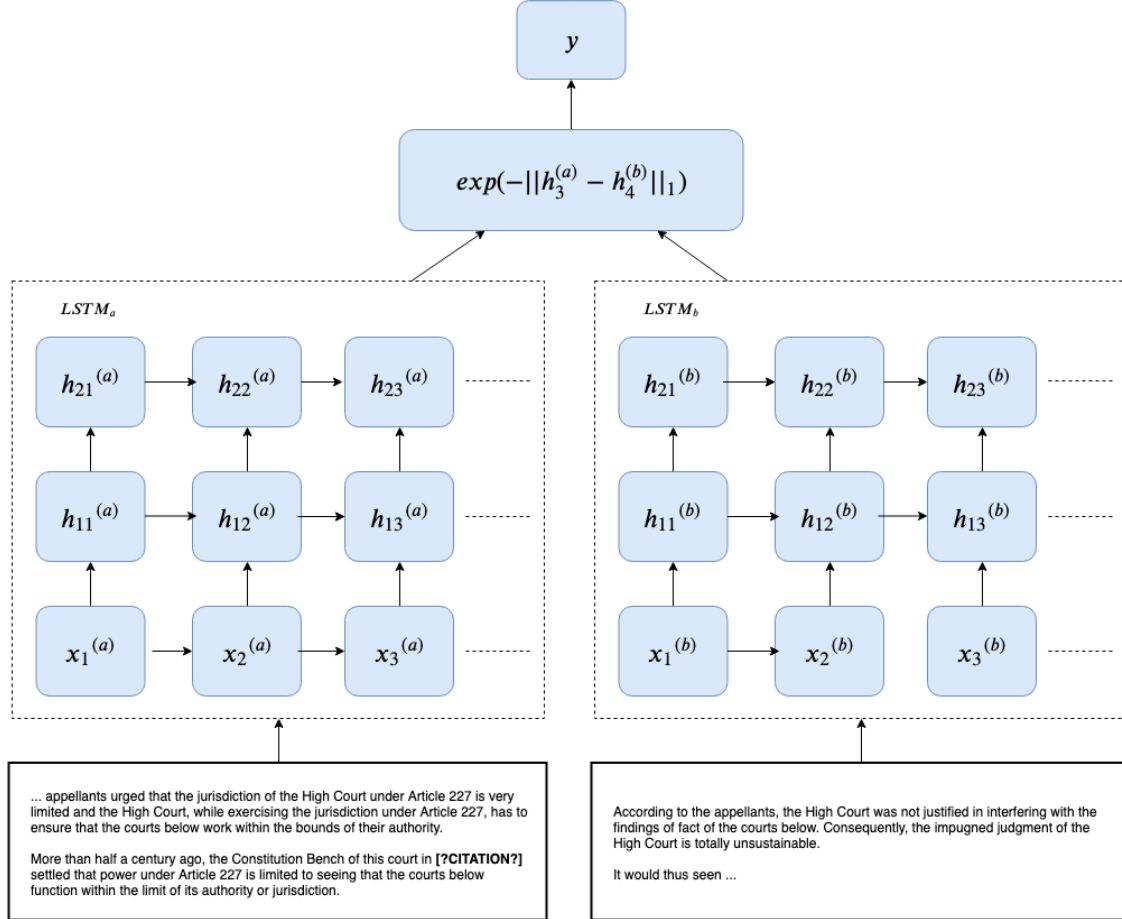 y
exp(−||h₃⁽ᵃ⁾ − h₄⁽ᵇ⁾||₁)
LSTMₐ
h₂₁⁽ᵃ⁾ h₂₂⁽ᵃ⁾ h₂₃⁽ᵃ⁾
h₁₁⁽ᵃ⁾ h₁₂⁽ᵃ⁾ h₁₃⁽ᵃ⁾
x₁⁽ᵃ⁾ x₂⁽ᵃ⁾ x₃⁽ᵃ⁾
... appellants urged that the jurisdiction of the High Court under Article 227 is very
limited and the High Court, while exercising the jurisdiction under Article 227, has to
ensure that the courts below work within the bounds of their authority.
More than half a century ago, the Constitution Bench of this court in [?CITATION?]
settled that power under Article 227 is limited to seeing that the courts below
function within the limit of its authority or jurisdiction.
LSTM_b
h₂₁⁽ᵇ⁾ h₂₂⁽ᵇ⁾ h₂₃⁽ᵇ⁾
h₁₁⁽ᵇ⁾ h₁₂⁽ᵇ⁾ h₁₃⁽ᵇ⁾
x₁⁽ᵇ⁾ x₂⁽ᵇ⁾ x₃⁽ᵇ⁾
According to the appellants, the High Court was not justified in interfering with the
findings of fact of the courts below. Consequently, the impugned judgment of the
High Court is totally unsustainable.
It would thus seen ...